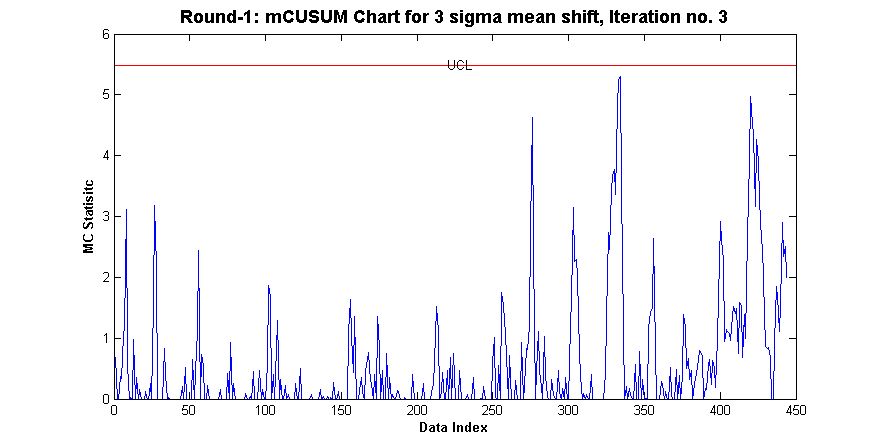 Round-1: mCUSUM Chart for 3 sigma mean shift, Iteration no. 3
6
UCL
5
4
3
2
1
0
MC Statisitc
0 50 100 150 200 250 300 350 400 450
Data Index